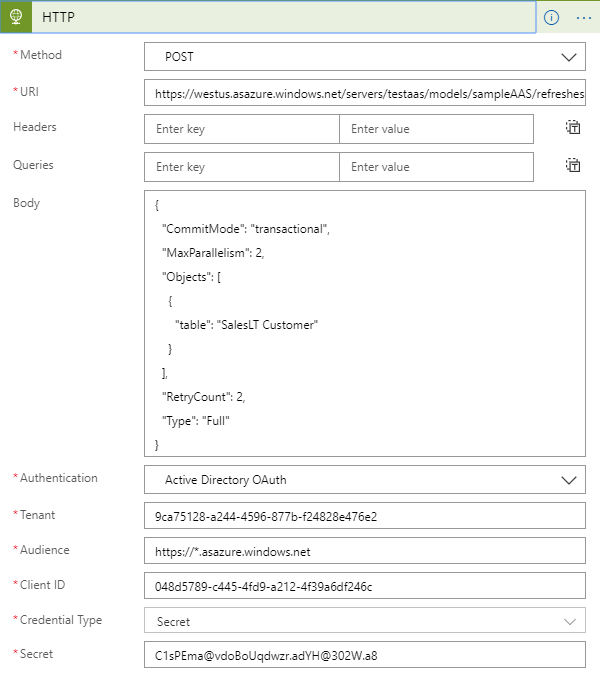 HTTP
* Method POST
* URI https://westus.asazure.windows.net/servers/testaas/models/sampleAAS/refreshes
Headers Enter key Enter value
Queries Enter key Enter value
Body
{
"CommitMode": "transactional",
"MaxParallelism": 2,
"Objects": [
{
"table": "SalesLT Customer"
}
],
"RetryCount": 2,
"Type": "Full"
}
* Authentication Active Directory OAuth
* Tenant 9ca75128-a244-4596-877b-f24828e476e2
* Audience https://*.asazure.windows.net
* Client ID 048d5789-c445-4fd9-a212-4f39a6df246c
* Credential Type Secret
* Secret C1sPEma@vdoBoUqdwzr.adYH@302W.a8